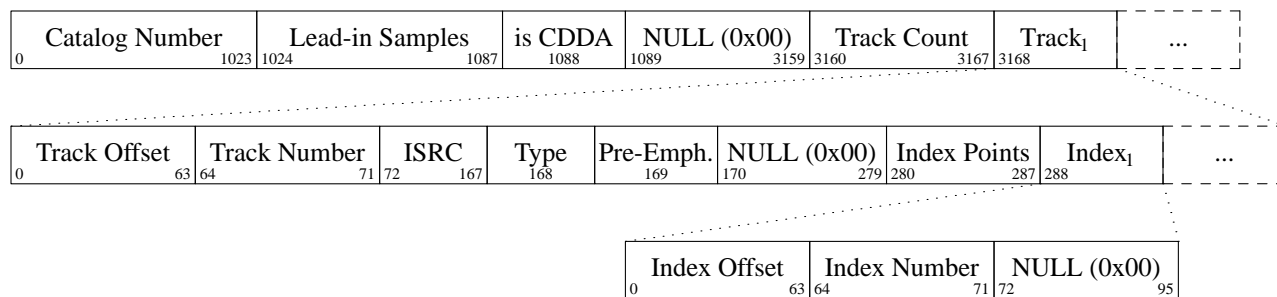 Catalog Number Lead-in Samples is CDDA NULL (0x00) Track Count Track1 ...
0 1023 1024 1087 1088 1089 3159 3160 3167 3168
Track Offset Track Number ISRC Type Pre-Emph. NULL (0x00) Index Points Index1 ...
0 63 64 71 72 167 168 169 170 279 280 287 288
Index Offset Index Number NULL (0x00)
0 63 64 71 72 95